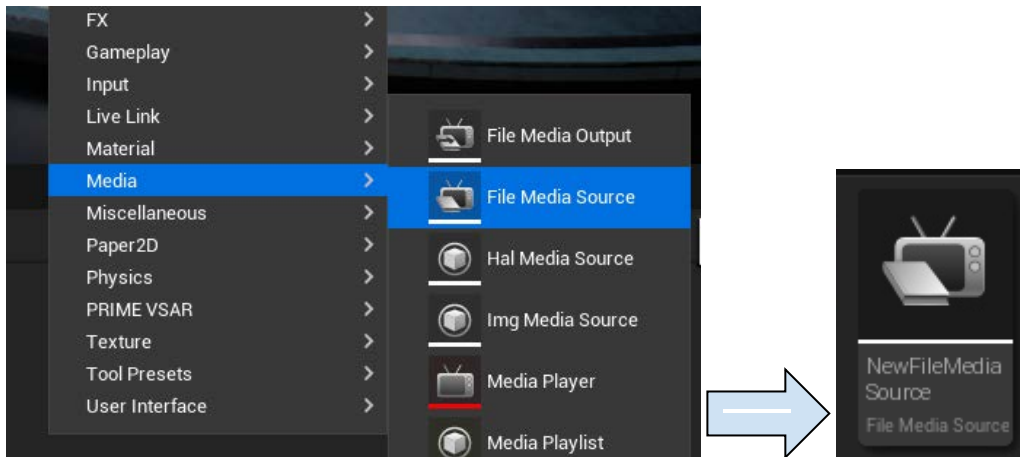 FX
Gameplay
Input
Live Link
Material
Media
Miscellaneous
Paper2D
Physics
PRIME VSAR
Texture
Tool Presets
User Interface
File Media Output
File Media Source
Hal Media Source
Img Media Source
Media Player
Media Playlist
NewFileMedia
Source
File Media Source